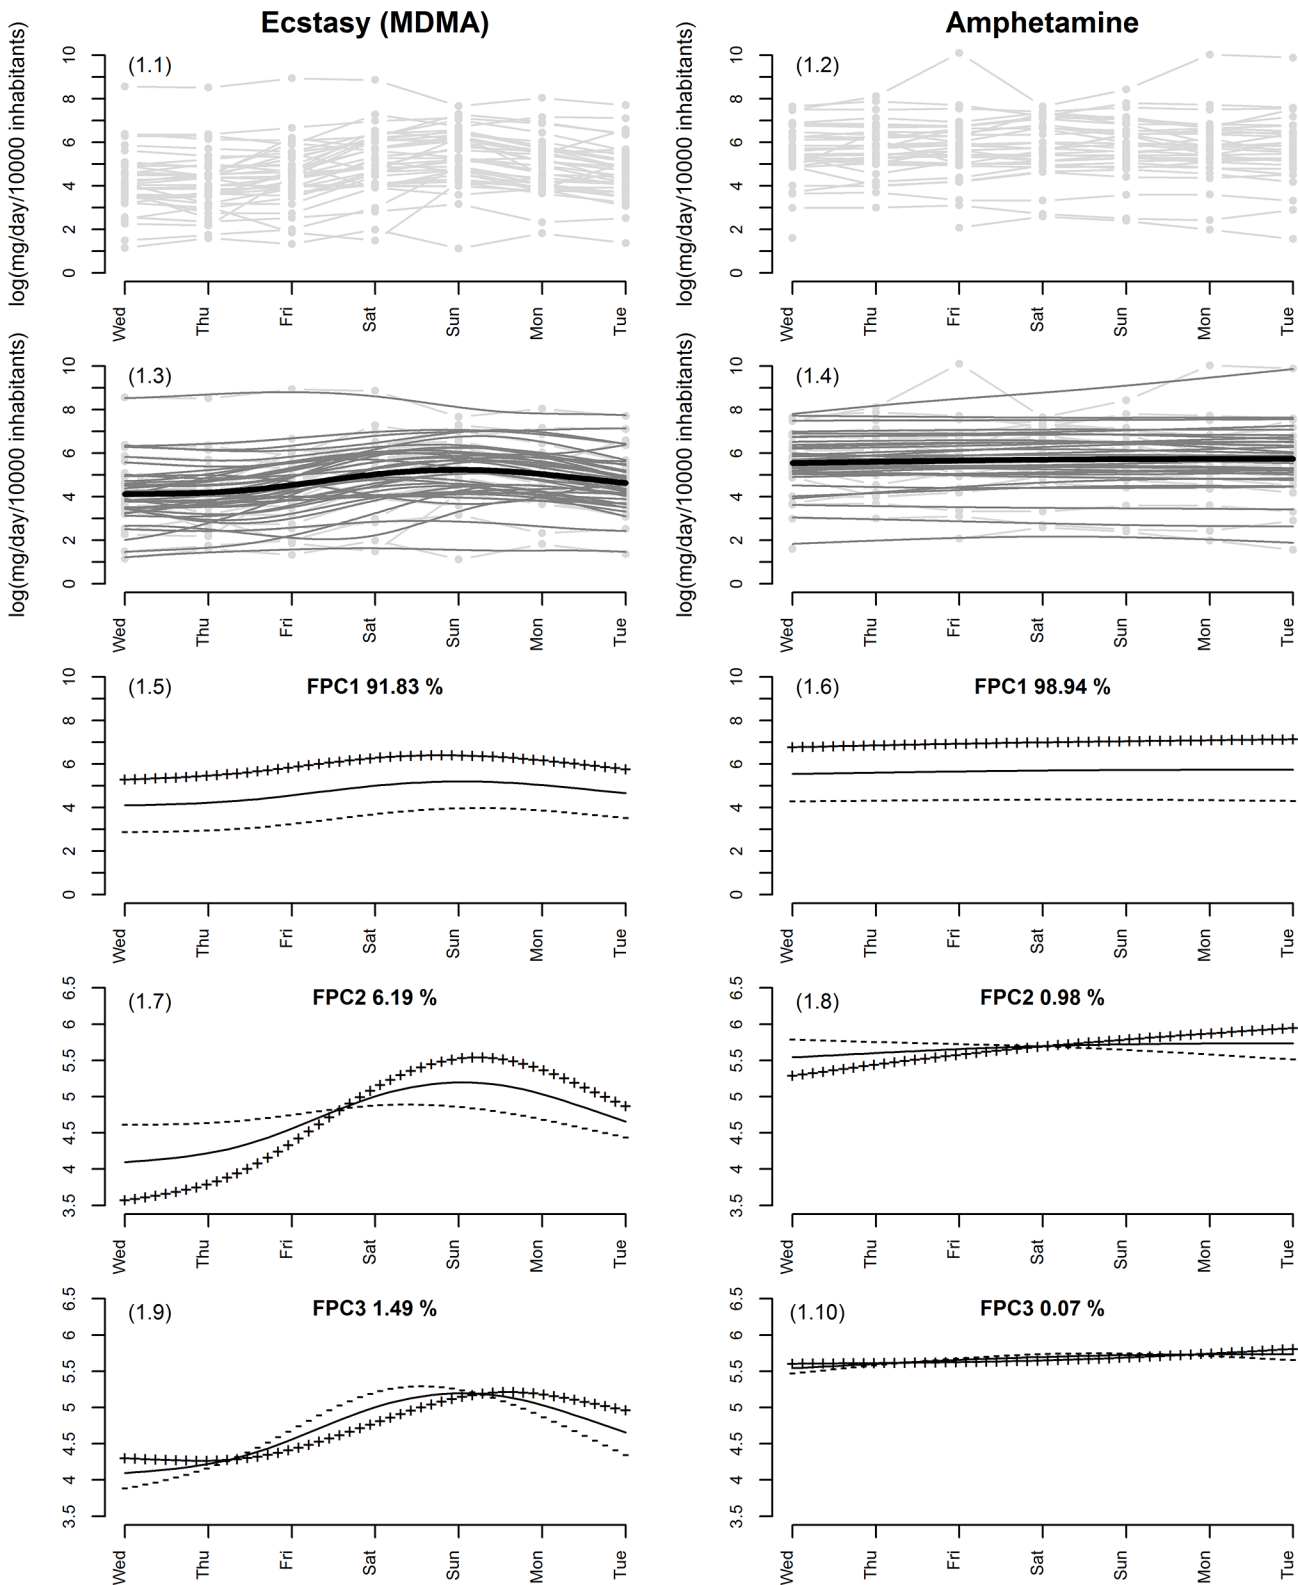 Ecstasy (MDMA)
Amphetamine
log(mg/day/10000 inhabitants)
0 2 4 6 8 10
(1.1)
Wed Thu Fri Sat Sun Mon Tue
log(mg/day/10000 inhabitants)
0 2 4 6 8 10
(1.2)
Wed Thu Fri Sat Sun Mon Tue
log(mg/day/10000 inhabitants)
0 2 4 6 8 10
(1.3)
Wed Thu Fri Sat Sun Mon Tue
log(mg/day/10000 inhabitants)
0 2 4 6 8 10
(1.4)
Wed Thu Fri Sat Sun Mon Tue
0 2 4 6 8 10
(1.5)
FPC1 91.83 %
Wed Thu Fri Sat Sun Mon Tue
0 2 4 6 8 10
(1.6)
FPC1 98.94 %
Wed Thu Fri Sat Sun Mon Tue
3.5 4 4.5 5 5.5 6 6.5
(1.7)
FPC2 6.19 %
Wed Thu Fri Sat Sun Mon Tue
3.5 4 4.5 5 5.5 6 6.5
(1.8)
FPC2 0.98 %
Wed Thu Fri Sat Sun Mon Tue
3.5 4 4.5 5 5.5 6 6.5
(1.9)
FPC3 1.49 %
Wed Thu Fri Sat Sun Mon Tue
3.5 4 4.5 5 5.5 6 6.5
(1.10)
FPC3 0.07 %
Wed Thu Fri Sat Sun Mon Tue